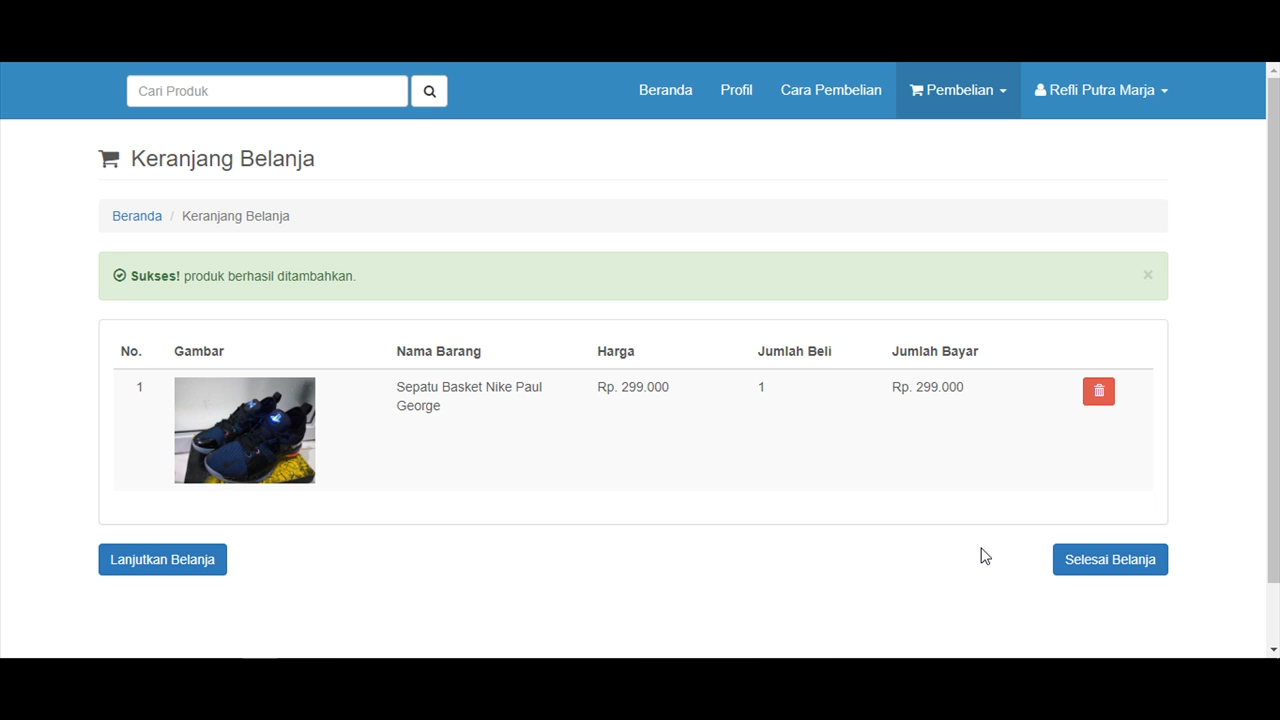 Cari Produk
Beranda Profil Cara Pembelian Pembelian Refli Putra Marja
Keranjang Belanja
Beranda / Keranjang Belanja
Sukses! produk berhasil ditambahkan. ×
No. Gambar Nama Barang Harga Jumlah Beli Jumlah Bayar
1 Sepatu Basket Nike Paul Rp. 299.000 1 Rp. 299.000
George
Lanjutkan Belanja Selesai Belanja